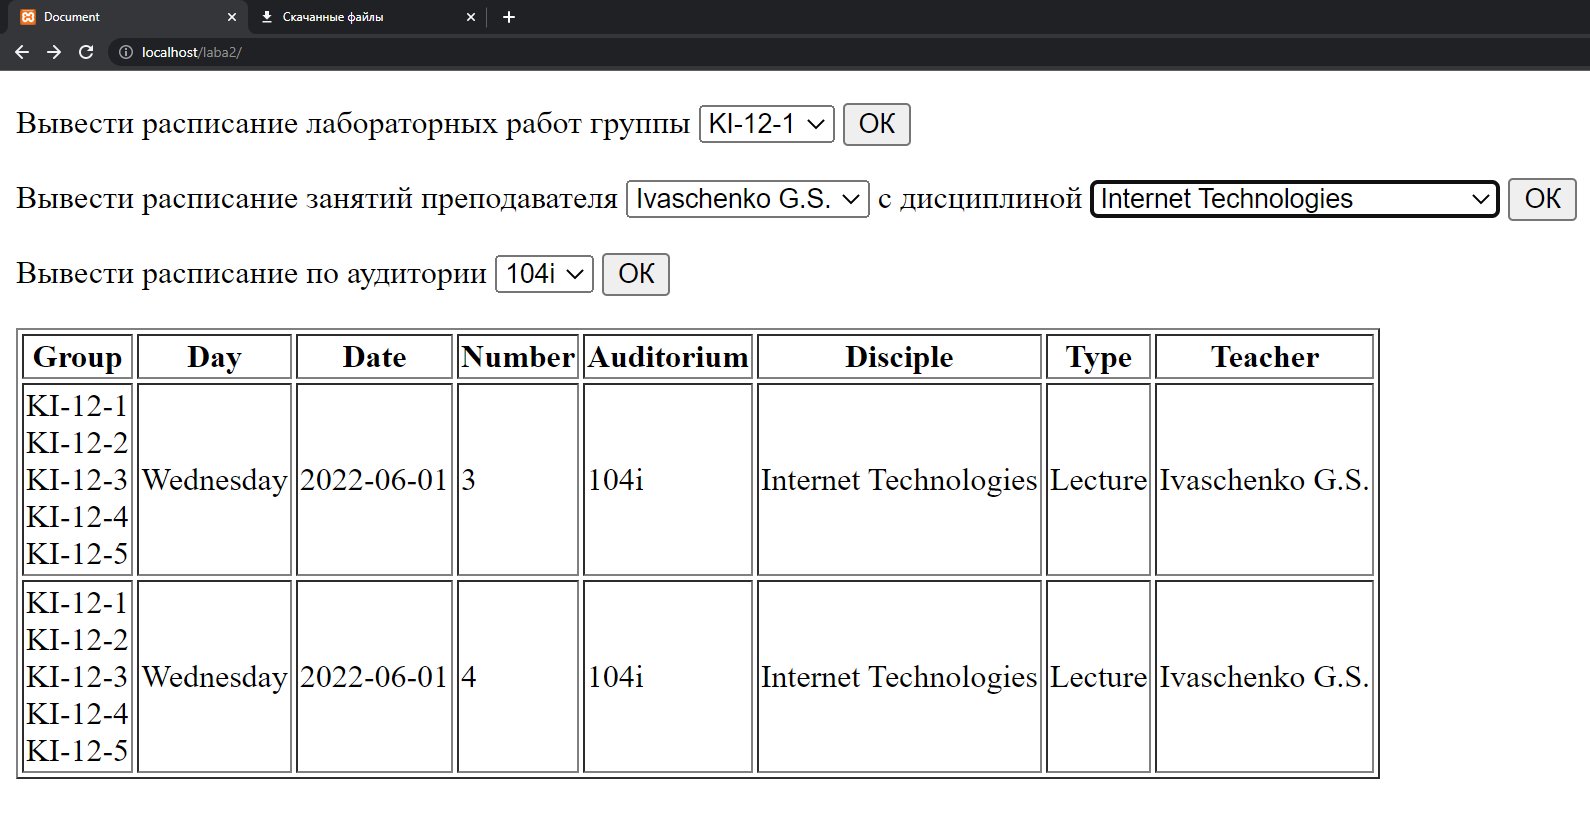 Document
Скачанные файлы
localhost/laba2/
Вывести расписание лабораторных работ группы KI-12-1 ОК
Вывести расписание занятий преподавателя Ivaschenko G.S. с дисциплиной Internet Technologies ОК
Вывести расписание по аудитории 104i ОК
Group Day Date Number Auditorium Disciple Type Teacher
KI-12-1
KI-12-2
KI-12-3 Wednesday 2022-06-01 3 104i Internet Technologies Lecture Ivaschenko G.S.
KI-12-4
KI-12-5
KI-12-1
KI-12-2
KI-12-3 Wednesday 2022-06-01 4 104i Internet Technologies Lecture Ivaschenko G.S.
KI-12-4
KI-12-5